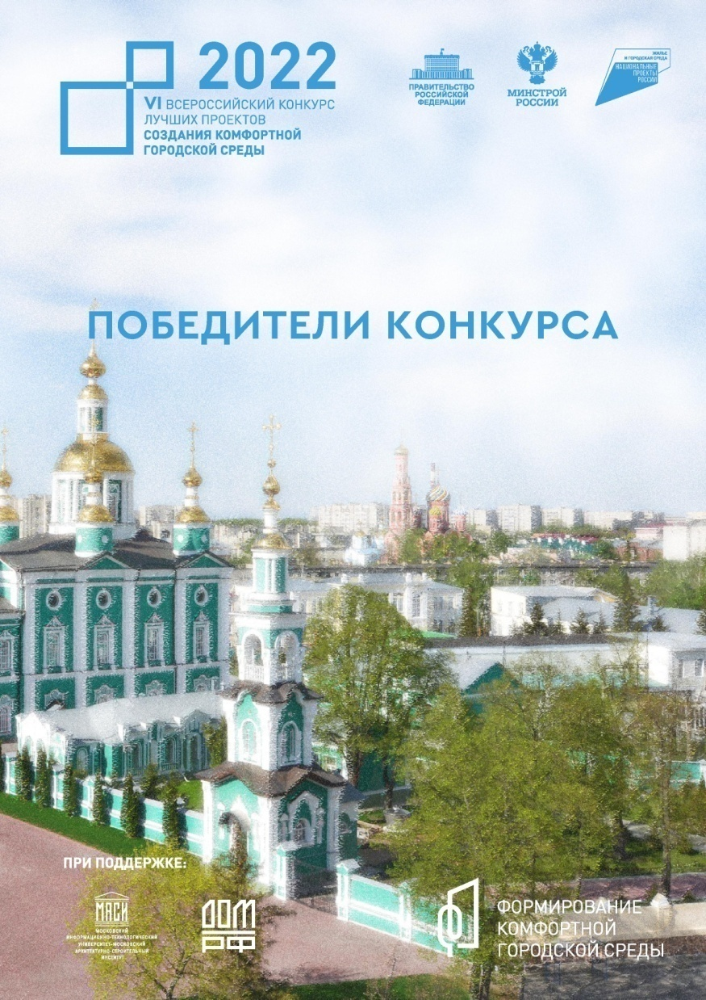 2022
VI ВСЕРОССИЙСКИЙ КОНКУРС
ЛУЧШИХ ПРОЕКТОВ
СОЗДАНИЯ КОМФОРТНОЙ
ГОРОДСКОЙ СРЕДЫ
ПРАВИТЕЛЬСТВО
РОССИЙСКОЙ
ФЕДЕРАЦИИ
МИНСТРОЙ
РОССИИ
ЖИЛЬЕ
И ГОРОДСКАЯ СРЕДА
НАЦИОНАЛЬНЫЕ
ПРОЕКТЫ
РОССИИ
ПОБЕДИТЕЛИ КОНКУРСА
ПРИ ПОДДЕРЖКЕ:
МАСИ
МОСКОВСКИЙ
ИНФОРМАЦИОННО-ТЕХНОЛОГИЧЕСКИЙ
УНИВЕРСИТЕТ-МОСКОВСКИЙ
АРХИТЕКТУРНО-СТРОИТЕЛЬНЫЙ
ИНСТИТУТ
ДОМ
РФ
ФОРМИРОВАНИЕ
КОМФОРТНОЙ
ГОРОДСКОЙ СРЕДЫ